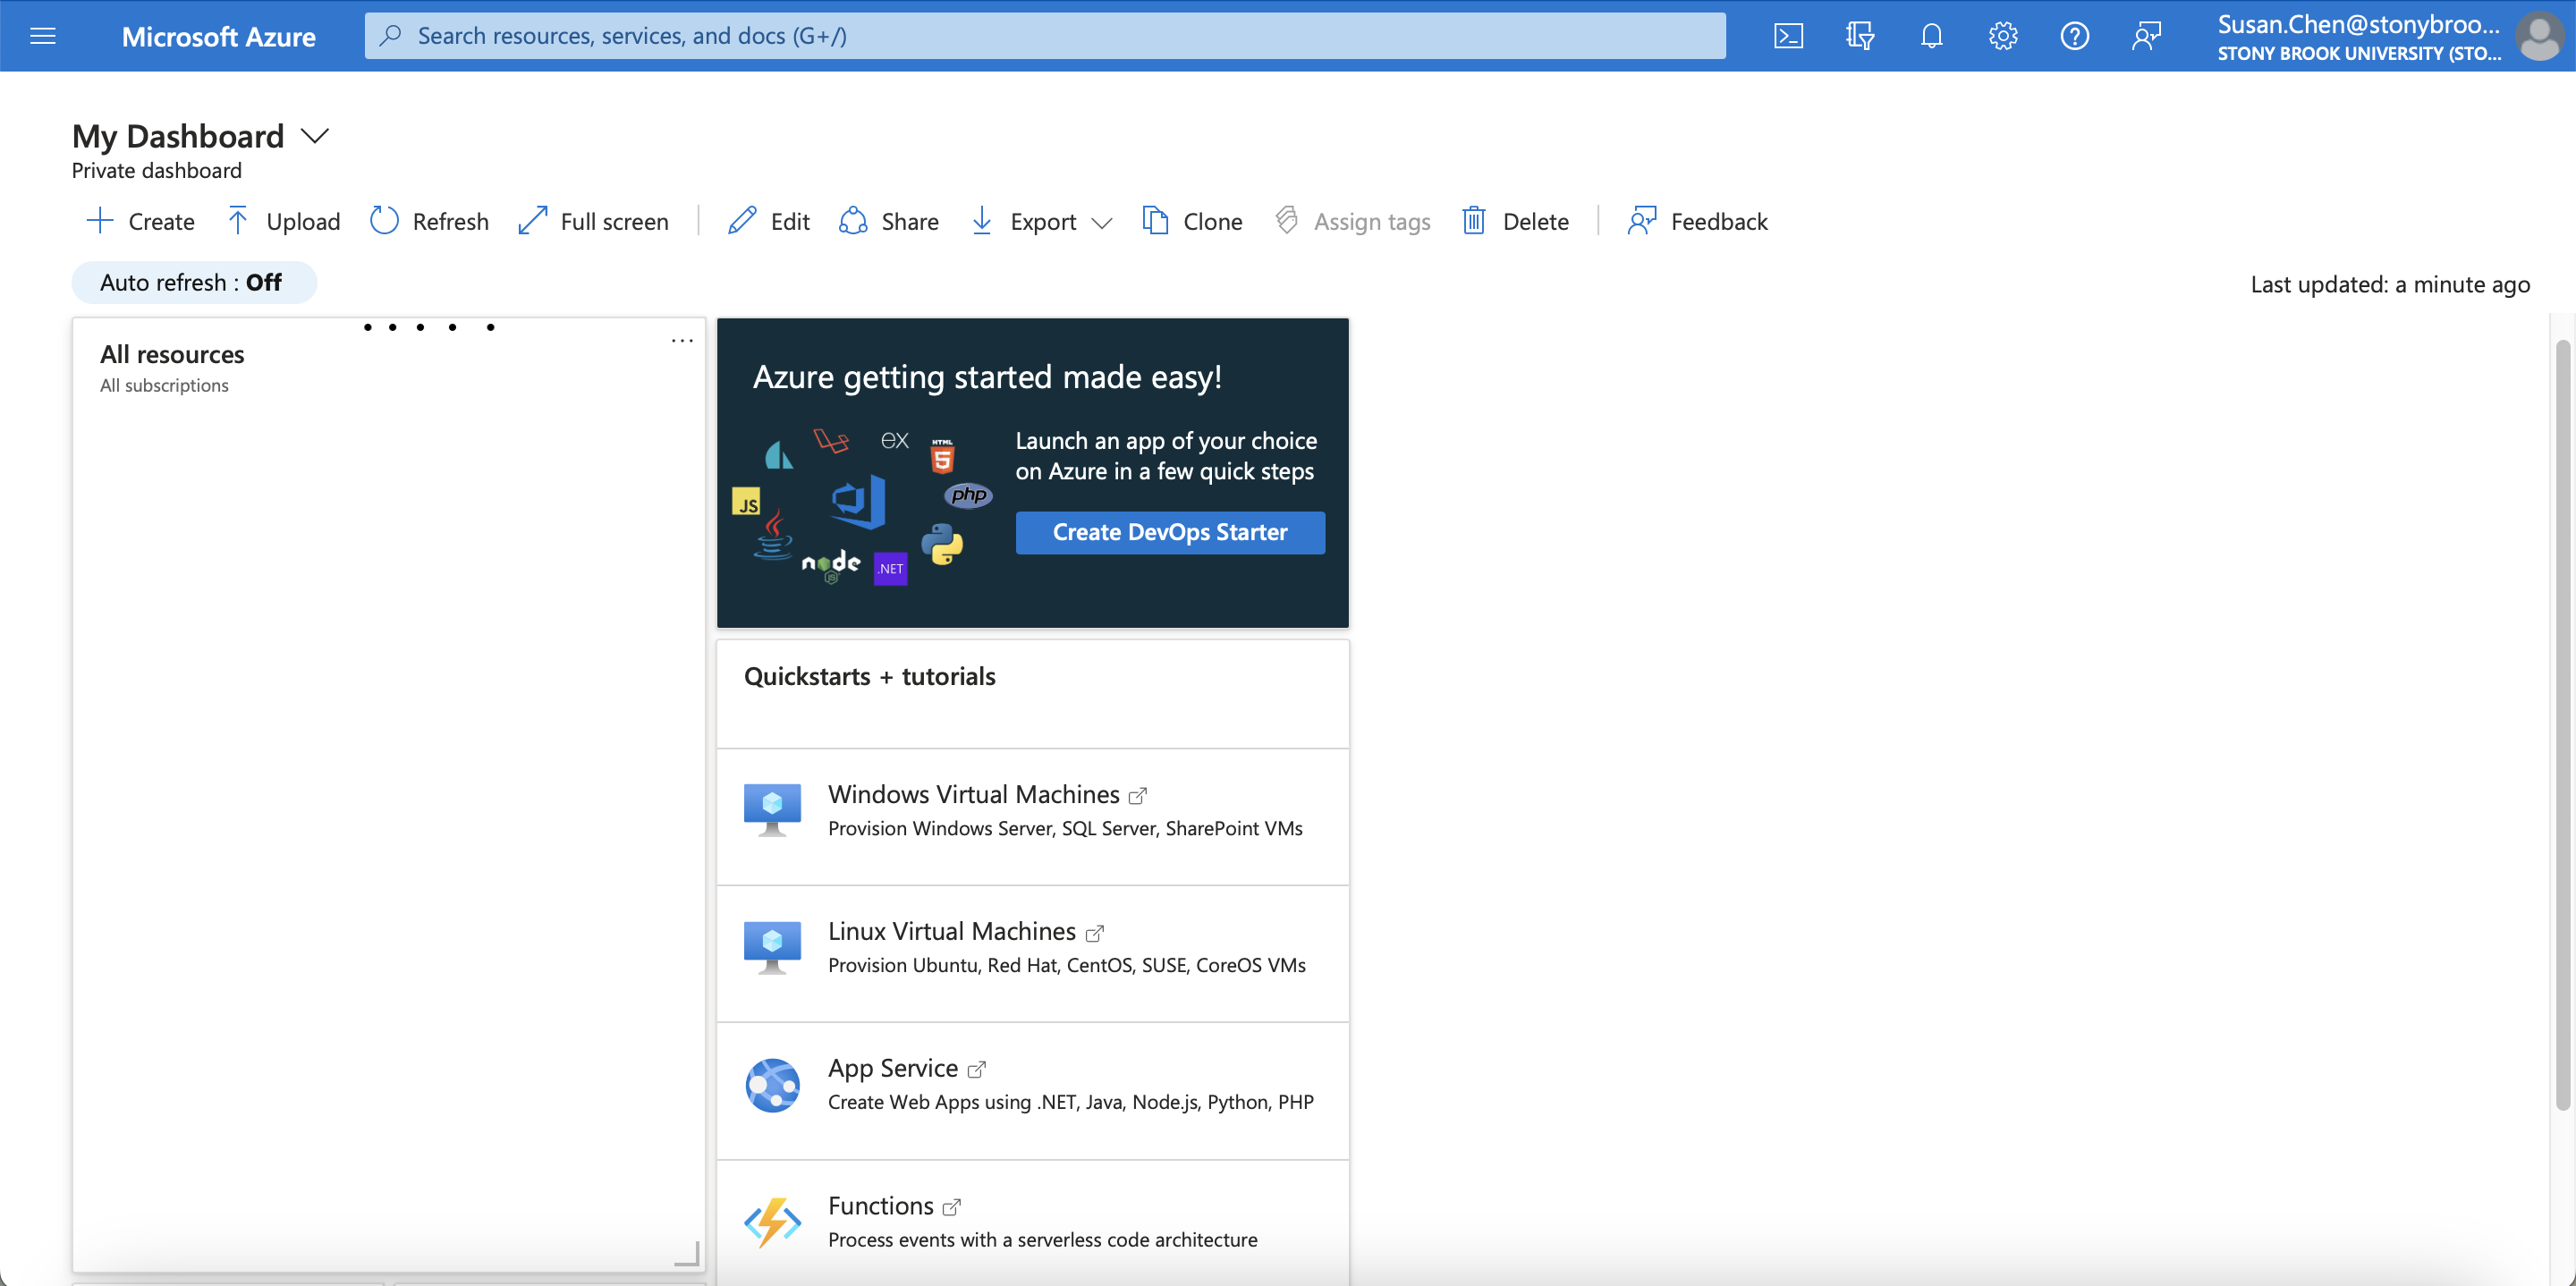 Microsoft Azure
Search resources, services, and docs (G+/)
Susan.Chen@stonybroo...
STONY BROOK UNIVERSITY (STO...
My Dashboard
Private dashboard
Create Upload Refresh Full screen Edit Share Export Clone Assign tags Delete Feedback
Auto refresh : Off
Last updated: a minute ago
All resources
All subscriptions
Azure getting started made easy!
Launch an app of your choice
on Azure in a few quick steps
Create DevOps Starter
ex
HTML
5
JS
php
node
JS
.NET
Quickstarts + tutorials
Windows Virtual Machines
Provision Windows Server, SQL Server, SharePoint VMs
Linux Virtual Machines
Provision Ubuntu, Red Hat, CentOS, SUSE, CoreOS VMs
App Service
Create Web Apps using .NET, Java, Node.js, Python, PHP
Functions
Process events with a serverless code architecture